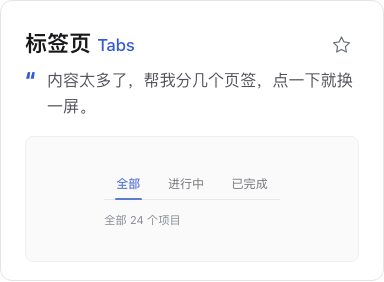 标签页 Tabs
“ 内容太多了，帮我分几个页签，点一下就换
一屏。
全部 进行中 已完成
全部 24 个项目